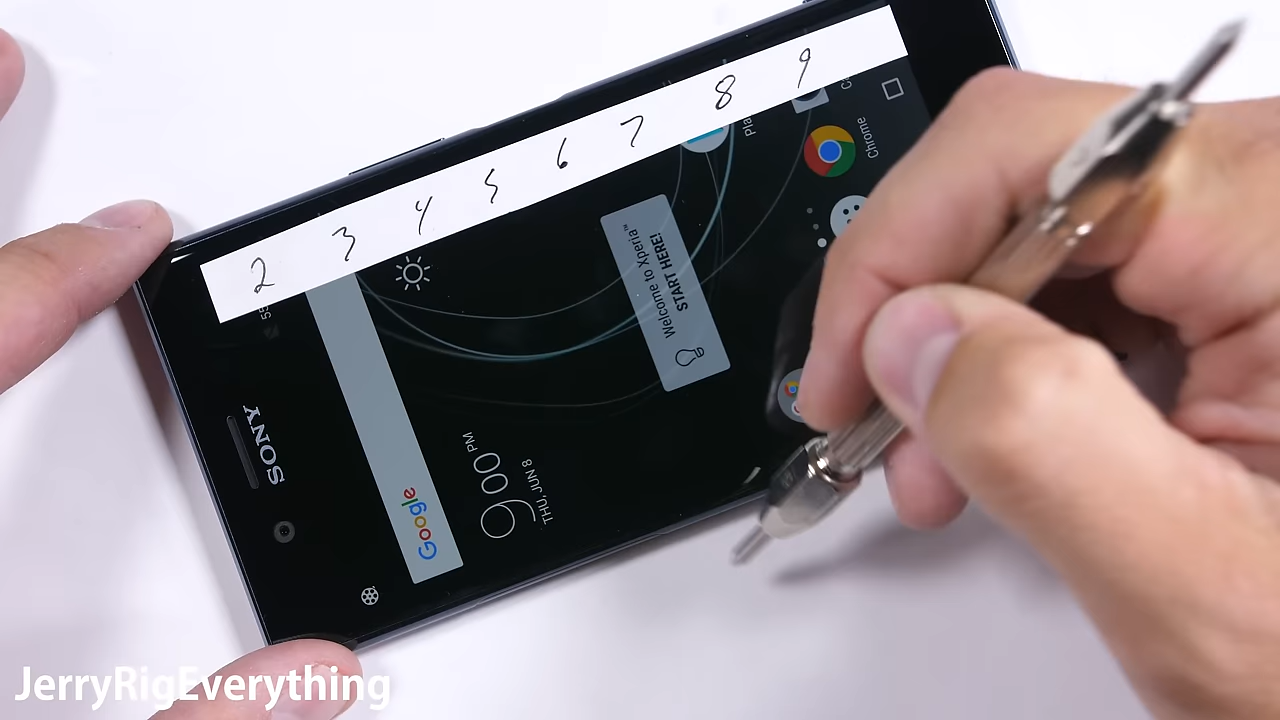 2 3 4 5 6 7 8 9
Chrome
Welcome to Xperia™
START HERE!
SONY
Google
9:00 PM
THU, JUN 8
JerryRigEverything